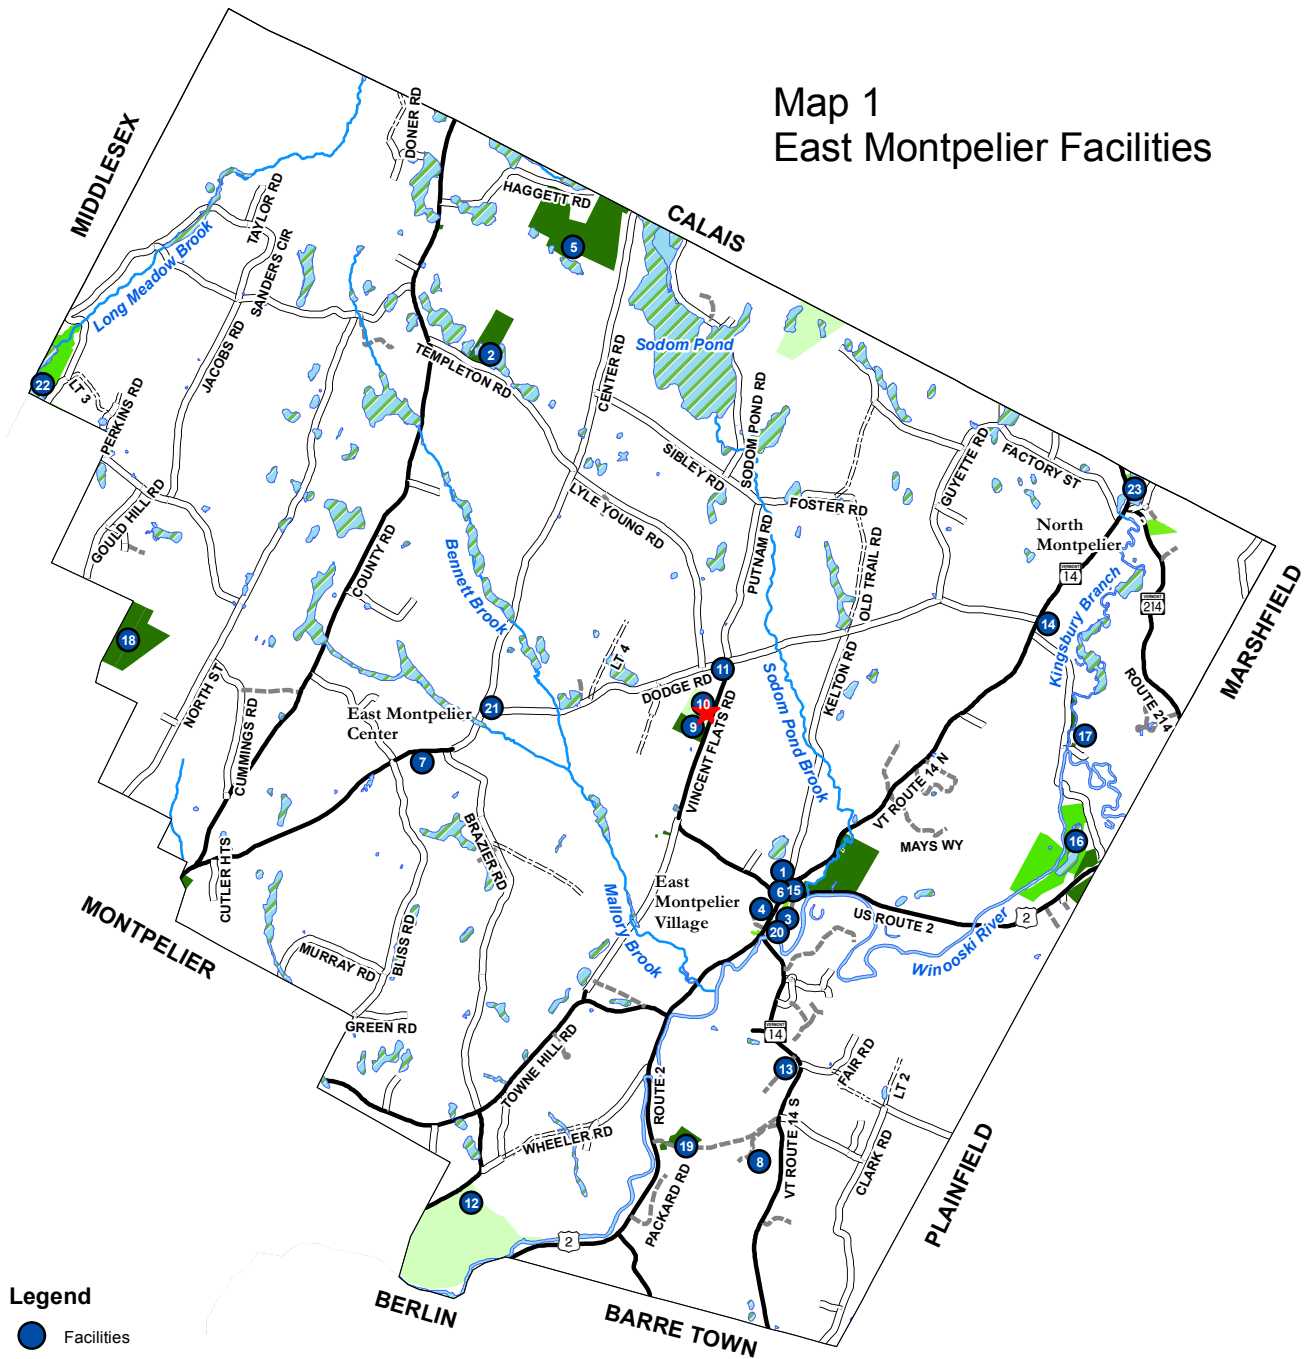 Map 1
East Montpelier Facilities
MIDDLESEX
CALAIS
MARSHFIELD
PLAINFIELD
BARRE TOWN
BERLIN
MONTPELIER
DONER RD
HAGGETT RD
TAYLOR RD
SANDERS CIR
Long Meadow Brook
5
Sodom Pond
JACOBS RD
TEMPLETON RD
2
CENTER RD
22
LT 3
PERKINS RD
SODOM POND RD
SIBLEY RD
GUYETTE RD
FACTORY ST
23
GOULD HILL RD
LYLE YOUNG RD
FOSTER RD
North
Montpelier
COUNTY RD
Bennett Brook
PUTNAM RD
OLD TRAIL RD
VERMONT
14
Kingsbury Branch
VERMONT
214
18
14
LT 4
11
DODGE RD
NORTH ST
CUMMINGS RD
East Montpelier
Center
21
10
9
VINCENT FLATS RD
Sodom Pond Brook
KELTON RD
ROUTE 214
17
7
VT ROUTE 14 N
MAYS WY
16
CUTLER HTS
BRAZIER RD
East
Montpelier
Village
1
6
15
4
3
20
US ROUTE 2
2
Winooski River
Mallory Brook
MURRAY RD
BLISS RD
GREEN RD
VERMONT
14
TOWNE HILL RD
13
FAIR RD
LT 2
ROUTE 2
WHEELER RD
19
8
VT ROUTE 14 S
CLARK RD
PACKARD RD
12
2
Legend
Facilities